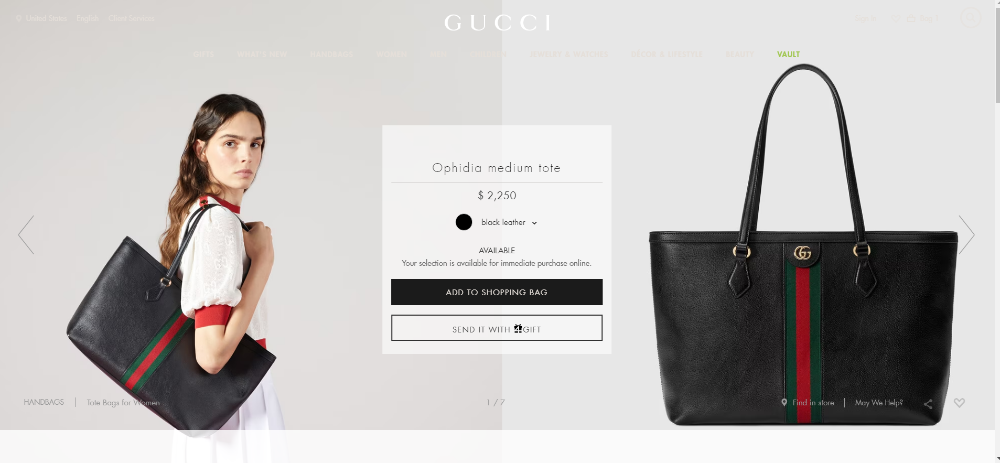 United States English Client Services
GUCCI
Sign In Bag 1
GIFTS WHAT'S NEW HANDBAGS WOMEN MEN CHILDREN JEWELRY & WATCHES DÉCOR & LIFESTYLE BEAUTY VAULT
Ophidia medium tote
$ 2,250
black leather
AVAILABLE
Your selection is available for immediate purchase online.
ADD TO SHOPPING BAG
SEND IT WITH GIFT
HANDBAGS | Tote Bags for Women
1 / 7
Find in store | May We Help?